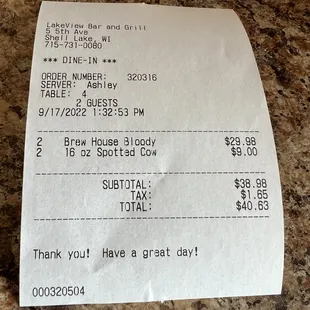 LakeView Bar and Grill
5 5th Ave
Shell Lake, WI
715-731-0080
*** DINE-IN ***
ORDER NUMBER: 320316
SERVER: Ashley
TABLE: 4
2 GUESTS
9/17/2022 1:32:53 PM
2 Brew House Bloody $29.98
2 16 oz Spotted Cow $9.00
SUBTOTAL: $38.98
TAX: $1.65
TOTAL: $40.63
Thank you! Have a great day!
000320504